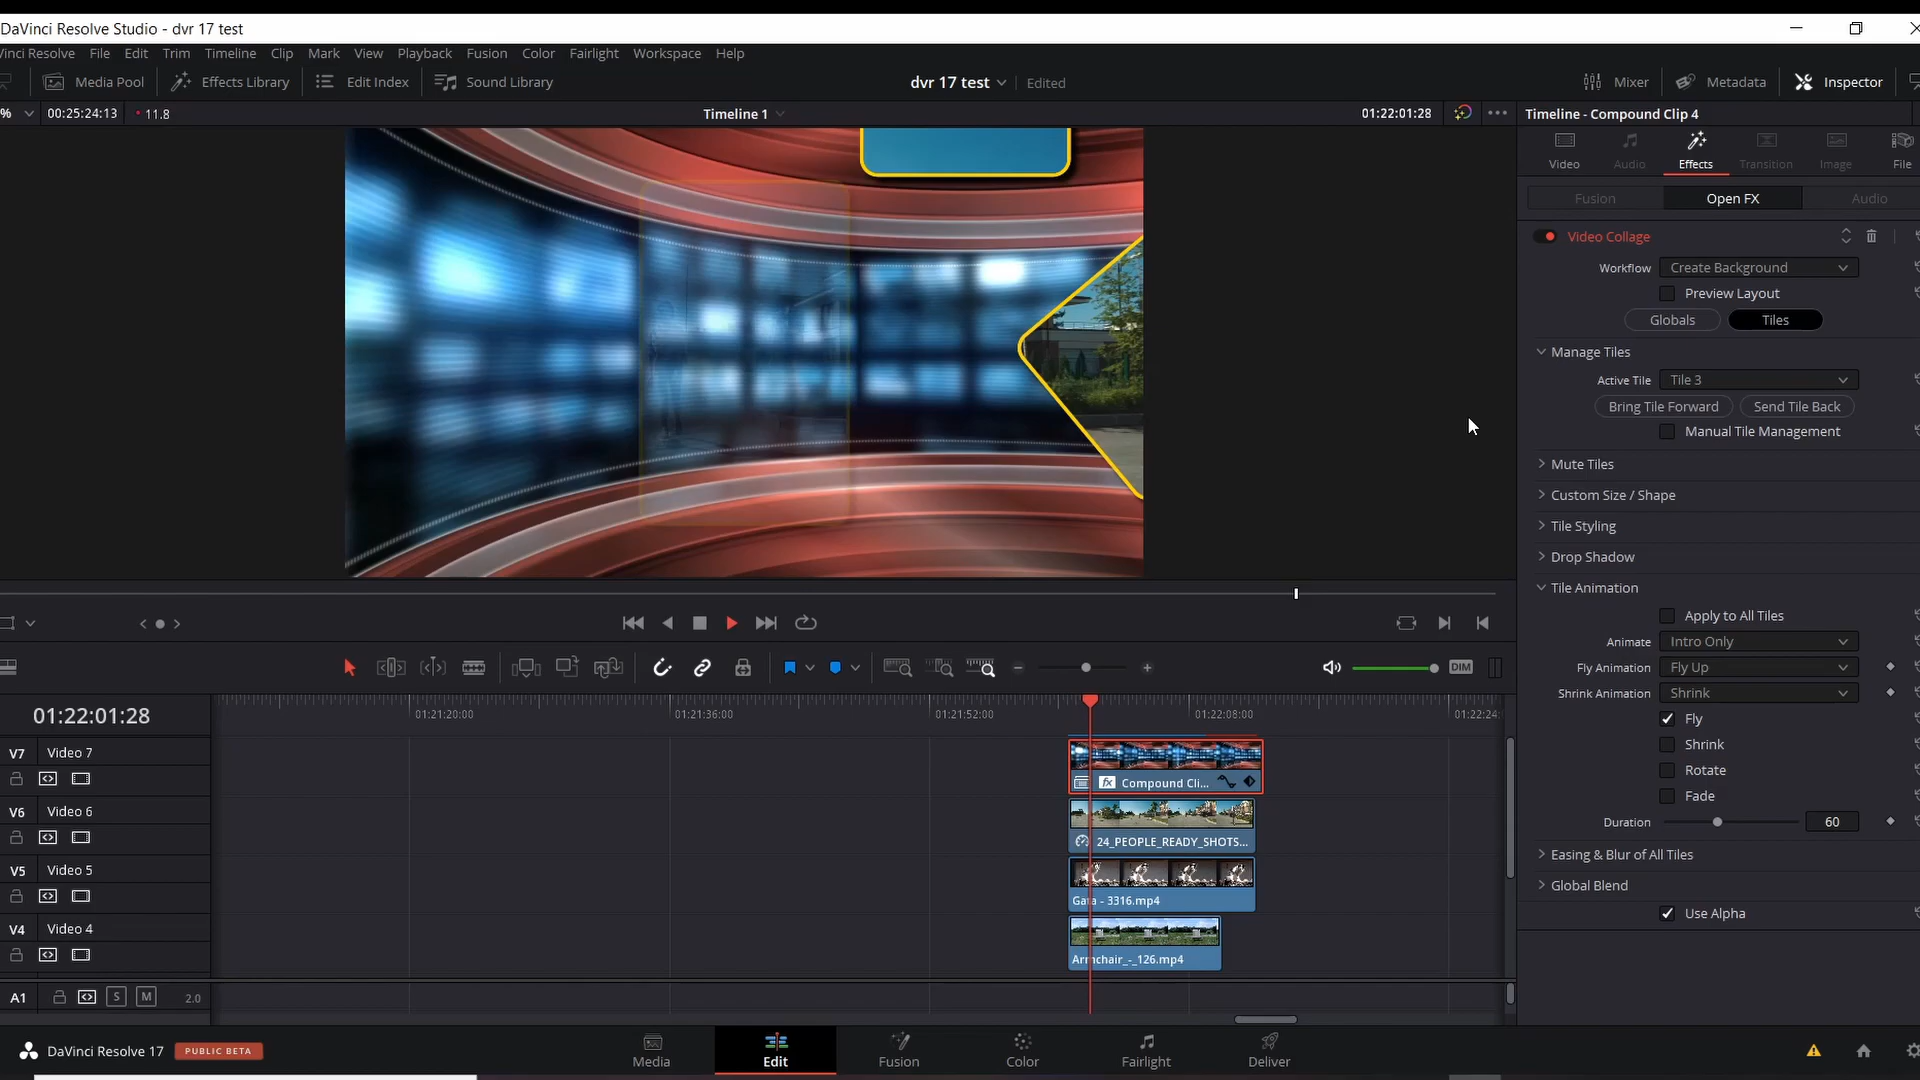 DaVinci Resolve Studio - dvr 17 test
Vinci Resolve File Edit Trim Timeline Clip Mark View Playback Fusion Color Fairlight Workspace Help
Media Pool Effects Library Edit Index Sound Library dvr 17 test Edited Mixer Metadata Inspector
% 00:25:24:13 11.8 Timeline 1 01:22:01:28 Timeline - Compound Clip 4
Video Audio Effects Transition Image File
Fusion Open FX Audio
Video Collage
Workflow Create Background
Preview Layout
Globals Tiles
Manage Tiles
Active Tile Tile 3
Bring Tile Forward Send Tile Back
Manual Tile Management
Mute Tiles
Custom Size / Shape
Tile Styling
Drop Shadow
Tile Animation
Apply to All Tiles
Animate Intro Only
Fly Animation Fly Up
Shrink Animation Shrink
Fly
Shrink
Rotate
Fade
Duration 60
Easing & Blur of All Tiles
Global Blend
Use Alpha
DIM
01:22:01:28 01:21:20:00 01:21:36:00 01:21:52:00 01:22:08:00 01:22:24:
V7 Video 7
fx Compound Cli...
V6 Video 6
24_PEOPLE_READY_SHOTS...
V5 Video 5
Gata - 3316.mp4
V4 Video 4
Armchair_-_126.mp4
A1 S M 2.0
DaVinci Resolve 17 PUBLIC BETA Media Edit Fusion Color Fairlight Deliver